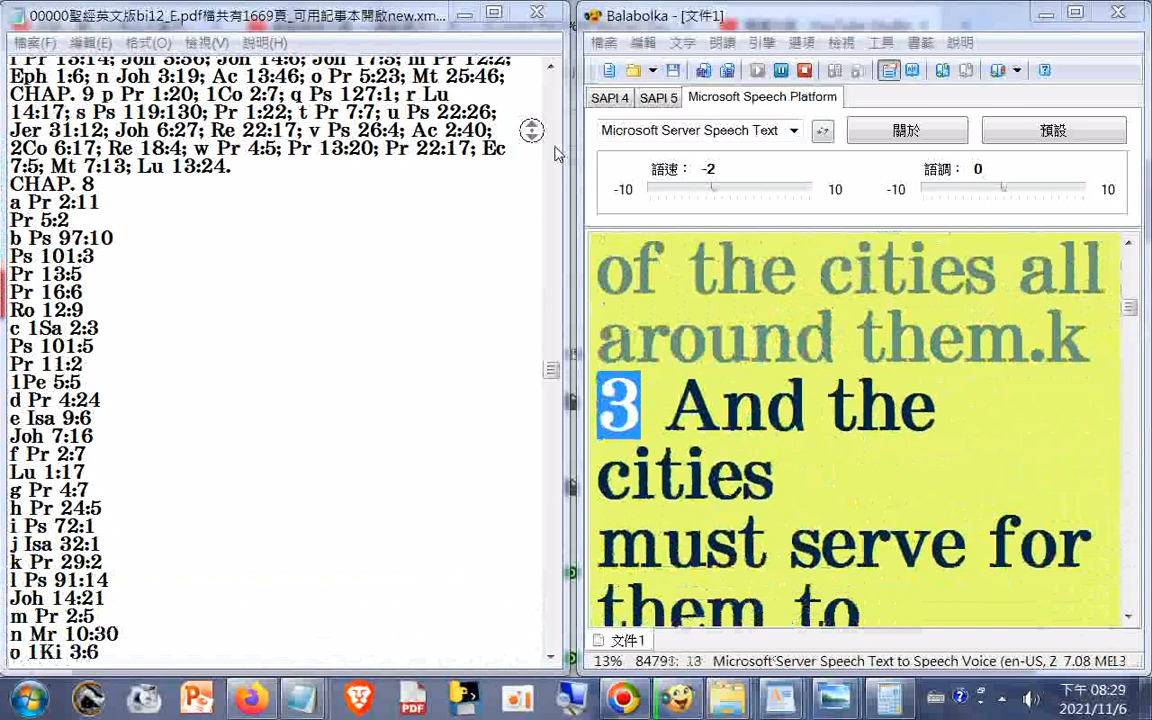 00000聖經英文版bi12_E.pdf檔共有1669頁_可用記事本開啟new.xm...
檔案(F) 編輯(E) 格式(O) 檢視(V) 說明(H)
Eph 1:6; n Joh 3:19; Ac 13:46; o Pr 5:23; Mt 25:46;
CHAP. 9 p Pr 1:20; 1Co 2:7; q Ps 127:1; r Lu
14:17; s Ps 119:130; Pr 1:22; t Pr 7:7; u Ps 22:26;
Jer 31:12; Joh 6:27; Re 22:17; v Ps 26:4; Ac 2:40;
2Co 6:17; Re 18:4; w Pr 4:5; Pr 13:20; Pr 22:17; Ec
7:5; Mt 7:13; Lu 13:24.
CHAP. 8
a Pr 2:11
Pr 5:2
b Ps 97:10
Ps 101:3
Pr 13:5
Pr 16:6
Ro 12:9
c 1Sa 2:3
Ps 101:5
Pr 11:2
1Pe 5:5
d Pr 4:24
e Isa 9:6
Joh 7:16
f Pr 2:7
Lu 1:17
g Pr 4:7
h Pr 24:5
i Ps 72:1
j Isa 32:1
k Pr 29:2
l Ps 91:14
Joh 14:21
m Pr 2:5
n Mr 10:30
o 1Ki 3:6
Balabolka - [文件1]
檔案 編輯 文字 朗讀 引擎 選項 檢視 工具 書籤 說明
SAPI 4 SAPI 5 Microsoft Speech Platform
Microsoft Server Speech Text 關於 預設
語速： -2 語調： 0
-10 10 -10 10
of the cities all
around them.k
3 And the
cities
must serve for
them to
文件1
13% Microsoft Server Speech Text to Speech Voice (en-US, Z 7.08 ME
PDF
下午 08:29
2021/11/6